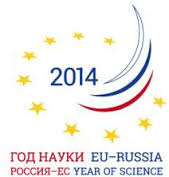 2014
ГОД НАУКИ EU–RUSSIA
РОССИЯ–ЕС YEAR OF SCIENCE